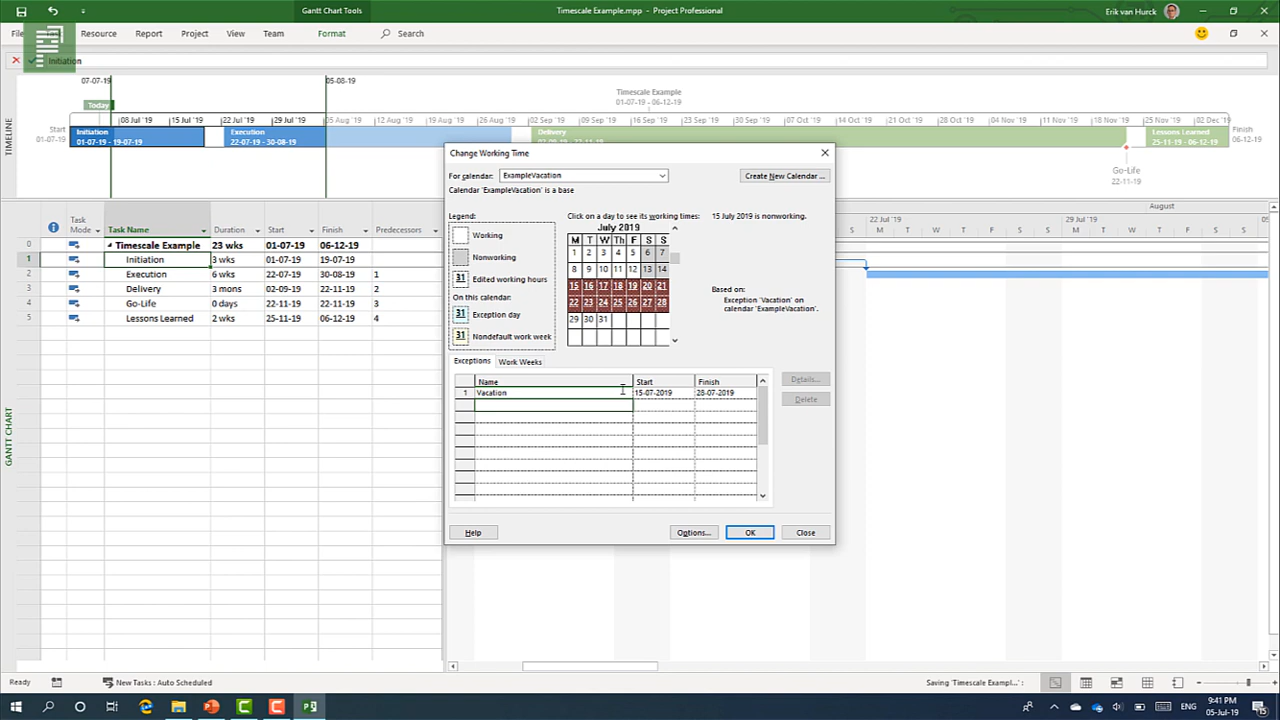 Gantt Chart Tools
Timescale Example.mpp - Project Professional
Erik van Hurck
Resource Report Project View Team Format Search
Initiation
07-07-19
05-08-19
Timescale Example
01-07-19 - 06-12-19
Today
08 Jul '19 15 Jul '19 22 Jul '19 29 Jul '19 05 Aug '19 12 Aug '19 19 Aug '19 26 Aug '19 02 Sep '19 09 Sep '19 16 Sep '19 23 Sep '19 30 Sep '19 07 Oct '19 14 Oct '19 21 Oct '19 28 Oct '19 04 Nov '19 11 Nov '19 18 Nov '19 25 Nov '19 02 Dec '19
Start
01-07-19
Initiation
01-07-19 - 19-07-19
Execution
22-07-19 - 30-08-19
Delivery
Lessons Learned
25-11-19 - 06-12-19
Finish
06-12-19
Go-Life
22-11-19
TIMELINE
Task Mode Task Name Duration Start Finish Predecessors
0 Timescale Example 23 wks 01-07-19 06-12-19
1 Initiation 3 wks 01-07-19 19-07-19
2 Execution 6 wks 22-07-19 30-08-19 1
3 Delivery 3 mons 02-09-19 22-11-19 2
4 Go-Life 0 days 22-11-19 22-11-19 3
5 Lessons Learned 2 wks 25-11-19 06-12-19 4
GANTT CHART
August
22 Jul '19 29 Jul '19
S M T W T F S S M T W T F S S
Change Working Time
For calendar: ExampleVacation
Create New Calendar ...
Calendar 'ExampleVacation' is a base
Legend:
Working
Nonworking
31 Edited working hours
On this calendar:
31 Exception day
31 Nondefault work week
Click on a day to see its working times:
July 2019
M T W Th F S S
1 2 3 4 5 6 7
8 9 10 11 12 13 14
15 16 17 18 19 20 21
22 23 24 25 26 27 28
29 30 31
15 July 2019 is nonworking.
Based on:
Exception 'Vacation' on
calendar 'ExampleVacation'.
Exceptions Work Weeks
Name Start Finish
1 Vacation 15-07-2019 28-07-2019
Details...
Delete
Help Options... OK Close
Ready New Tasks : Auto Scheduled
Saving 'Timescale Exampl...':
ENG
9:41 PM
05-Jul-19
15